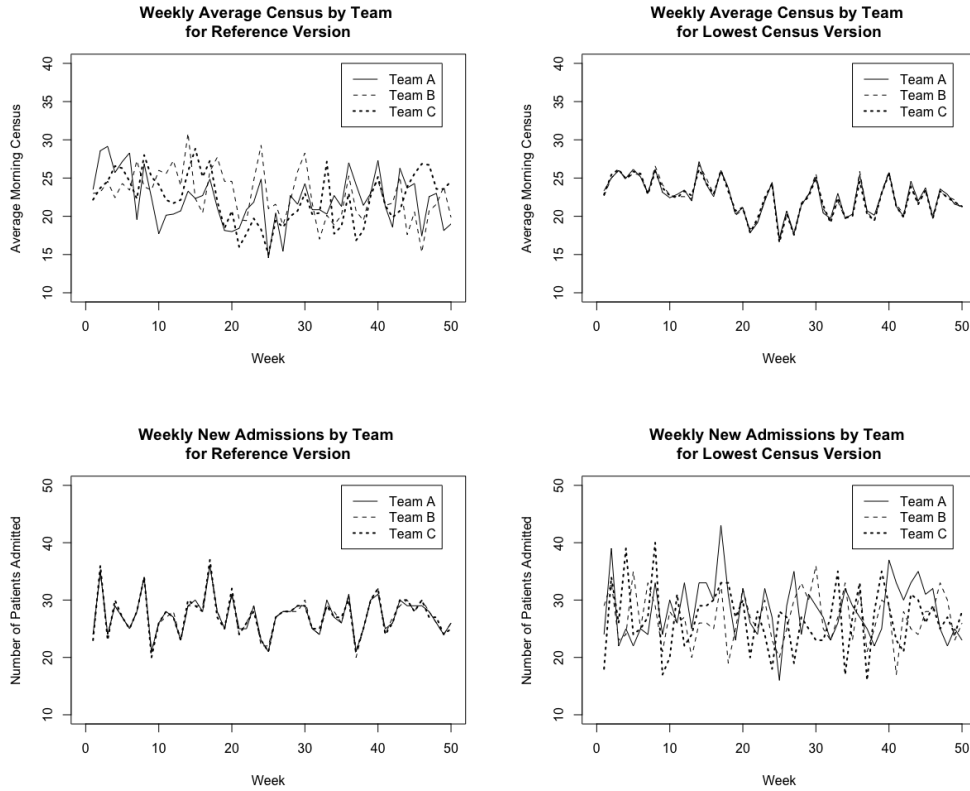 Weekly Average Census by Team
for Reference Version
Average Morning Census
40
35
30
25
20
15
10
Team A
Team B
Team C
0
10
20
30
40
50
Week
Weekly Average Census by Team
for Lowest Census Version
Average Morning Census
40
35
30
25
20
15
10
Team A
Team B
Team C
0
10
20
30
40
50
Week
Weekly New Admissions by Team
for Reference Version
Number of Patients Admitted
50
40
30
20
10
Team A
Team B
Team C
0
10
20
30
40
50
Week
Weekly New Admissions by Team
for Lowest Census Version
Number of Patients Admitted
50
40
30
20
10
Team A
Team B
Team C
0
10
20
30
40
50
Week